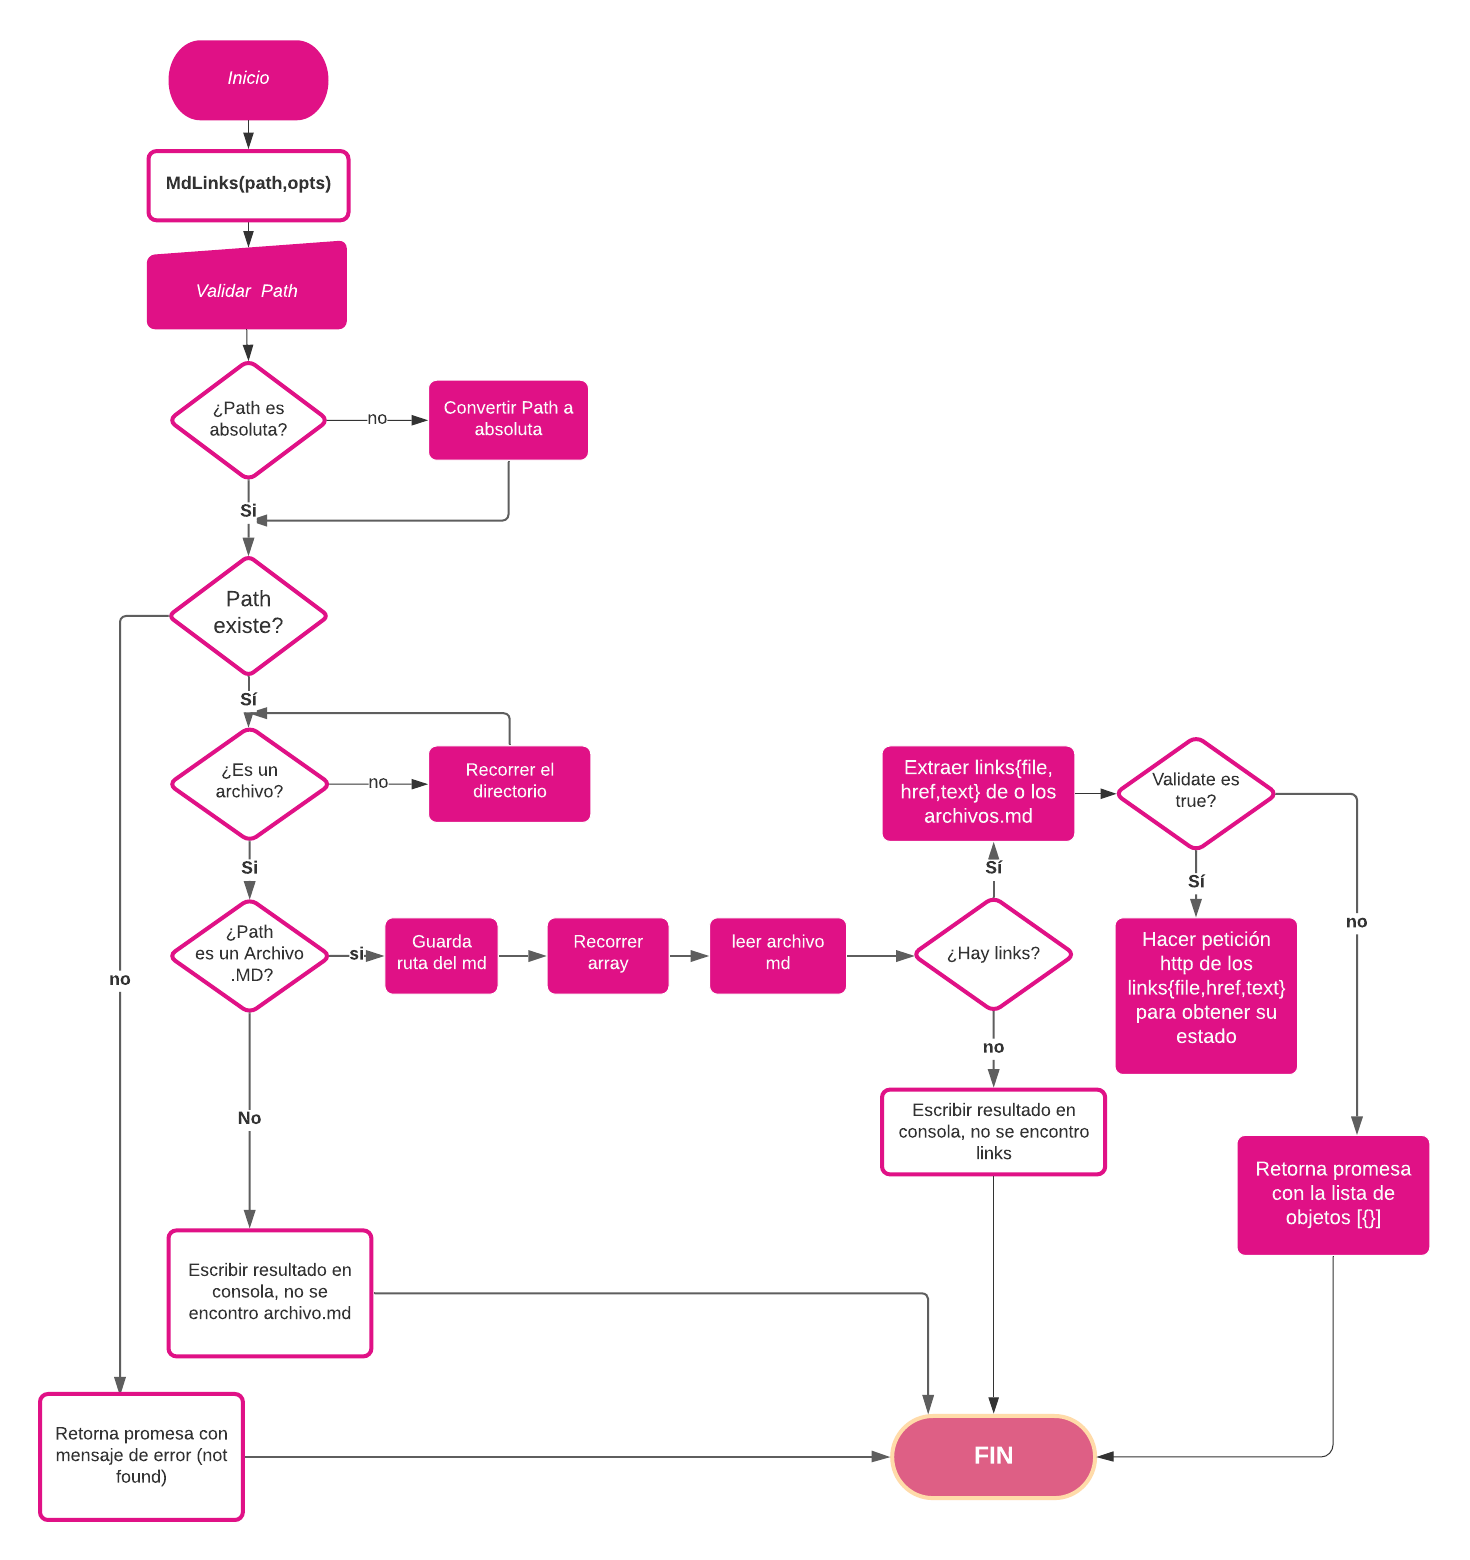 Inicio
MdLinks(path,opts)
Validar  Path
¿Path es
absoluta?
no
Convertir Path a
absoluta
Si
Path
existe?
Sí
¿Es un
archivo?
no
Recorrer el
directorio
Si
¿Path
es un Archivo
.MD?
si
Guarda
ruta del md
Recorrer
array
leer archivo
md
¿Hay links?
Sí
Extraer links{file,
href,text} de o los
archivos.md
Validate es
true?
Sí
no
Hacer petición
http de los
links{file,href,text}
para obtener su
estado
no
no
Escribir resultado en
consola, no se encontro
links
No
Retorna promesa
con la lista de
objetos [{}]
Escribir resultado en
consola, no se
encontro archivo.md
Retorna promesa con
mensaje de error (not
found)
FIN